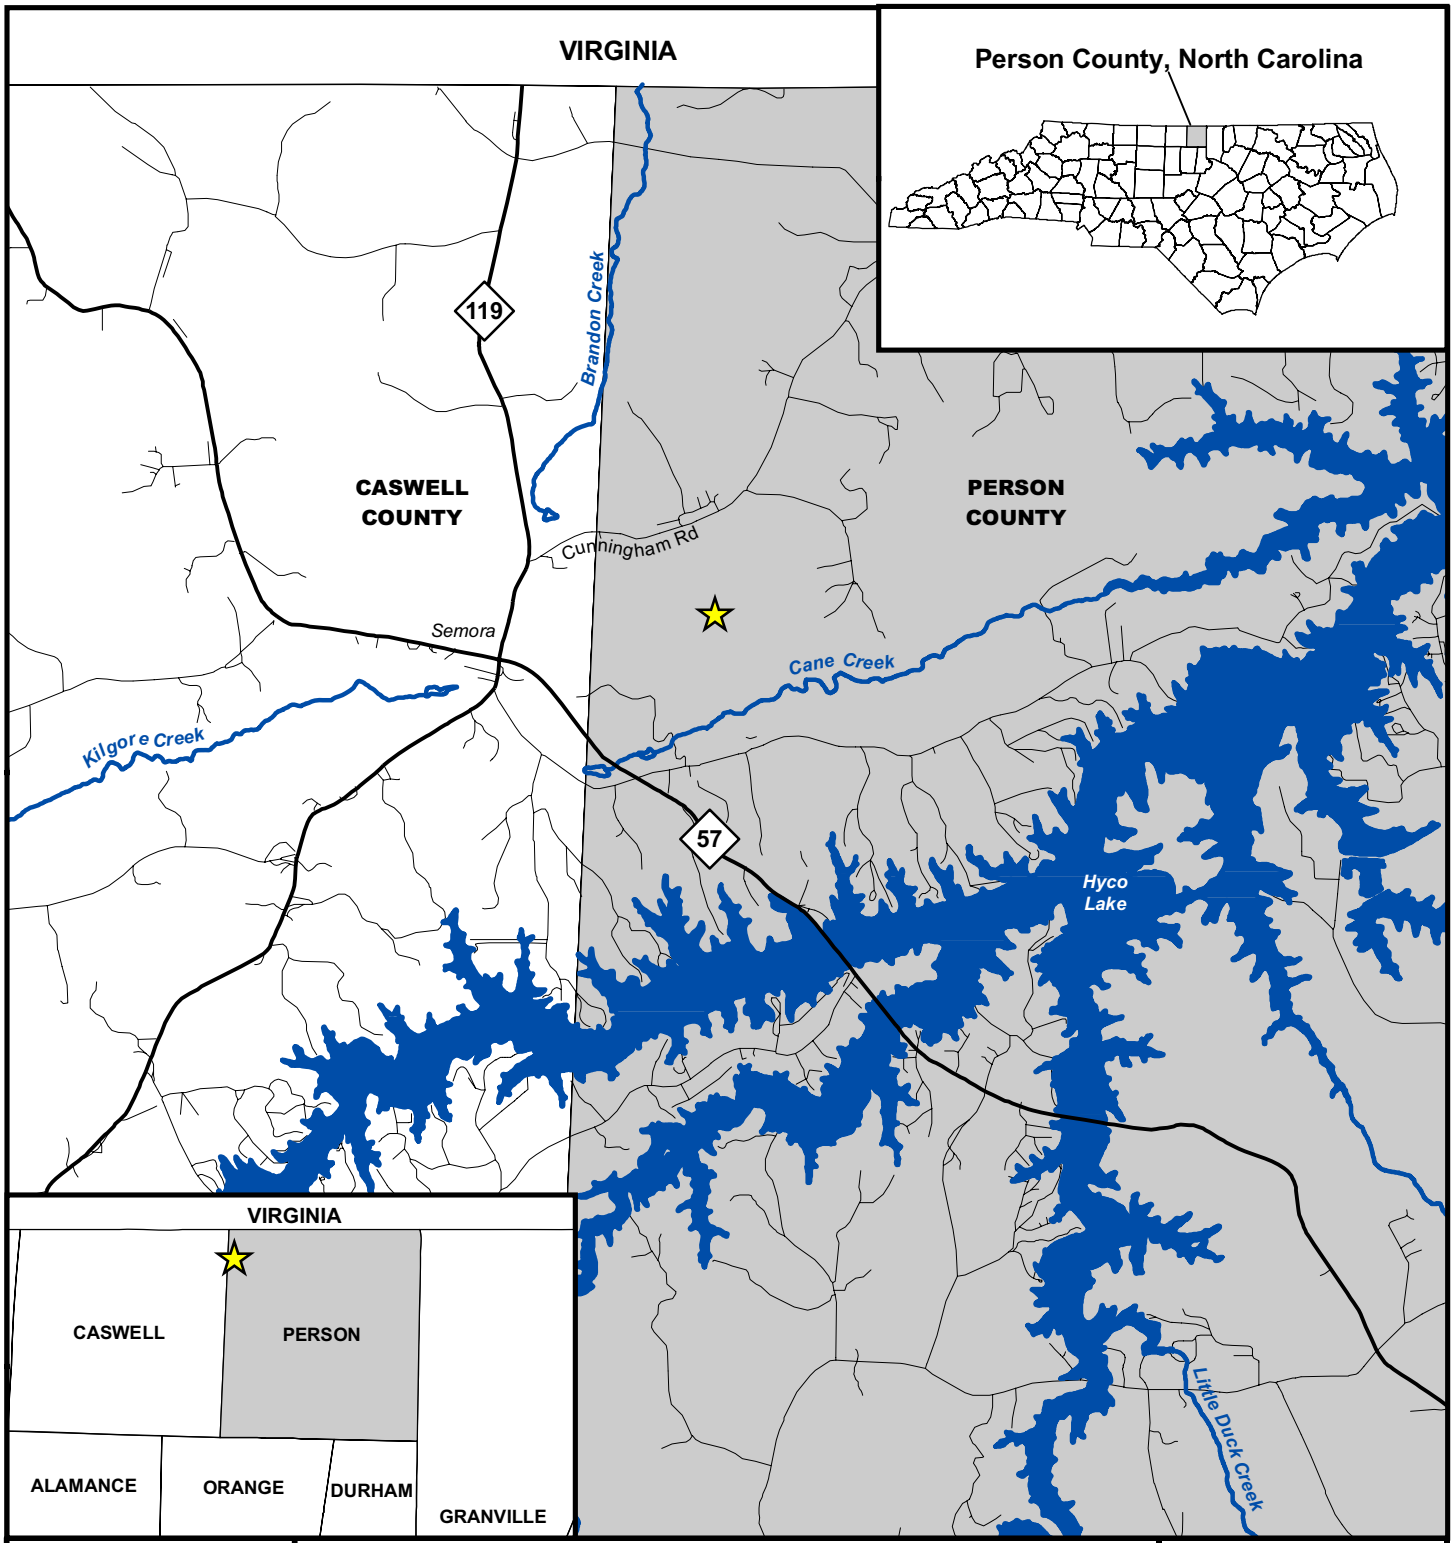 VIRGINIA
Person County, North Carolina
119
Brandon Creek
CASWELL
COUNTY
PERSON
COUNTY
Cunningham Rd
Semora
Cane Creek
Kilgore Creek
57
Hyco
Lake
VIRGINIA
CASWELL
PERSON
ALAMANCE
ORANGE
DURHAM
GRANVILLE
Little Duck Creek